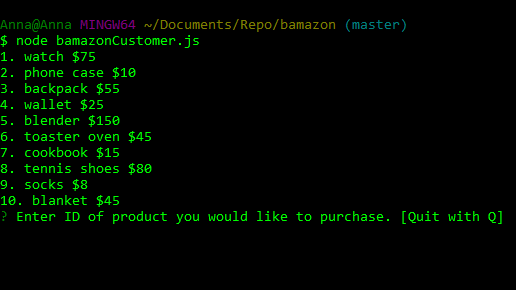 Anna@Anna MINGW64 ~/Documents/Repo/bamazon (master)
$ node bamazonCustomer.js
1. watch $75
2. phone case $10
3. backpack $55
4. wallet $25
5. blender $150
6. toaster oven $45
7. cookbook $15
8. tennis shoes $80
9. socks $8
10. blanket $45
? Enter ID of product you would like to purchase. [Quit with Q]